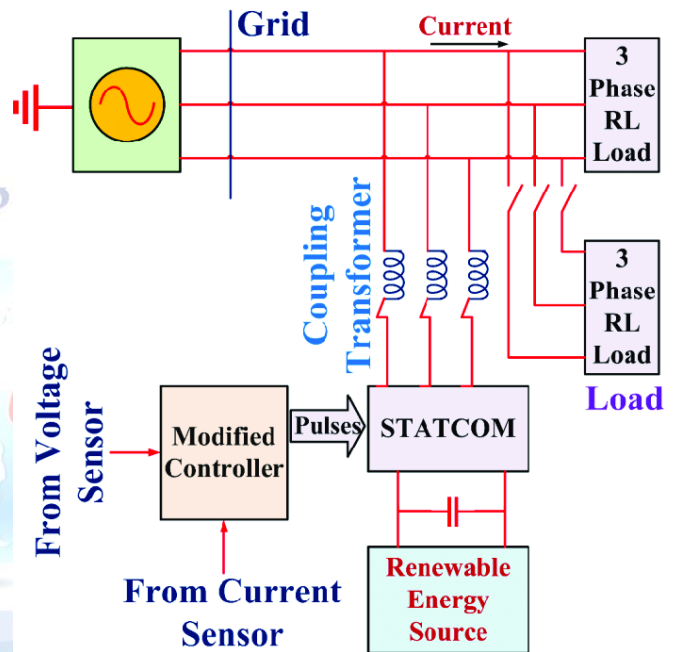 Grid
Current
3
Phase
RL
Load
Coupling
Transformer
3
Phase
RL
Load
Load
From Voltage
Sensor
Modified
Controller
Pulses
STATCOM
From Current
Sensor
Renewable
Energy
Source